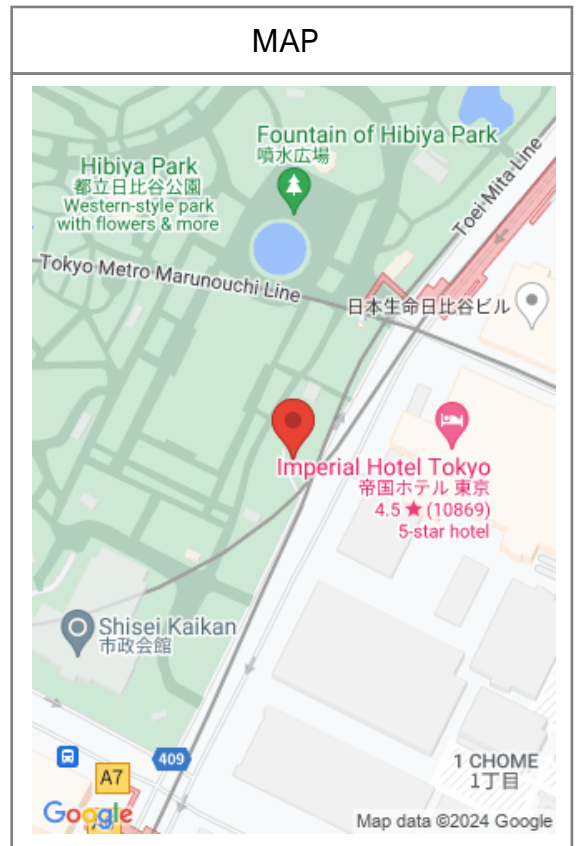 MAP
Fountain of Hibiya Park
噴水広場
Hibiya Park
都立日比谷公園
Western-style park
with flowers & more
Toei Mita Line
Tokyo Metro Marunouchi Line
日本生命日比谷ビル
Imperial Hotel Tokyo
帝国ホテル 東京
4.5 ★ (10869)
5-star hotel
Shisei Kaikan
市政会館
409
A7
1 CHOME
1丁目
Google
Map data ©2024 Google